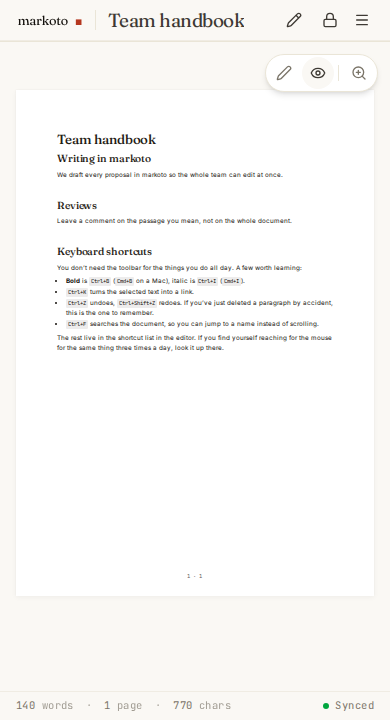 markoto
Team handbook
Team handbook
Writing in markoto
We draft every proposal in markoto so the whole team can edit at once.
Reviews
Leave a comment on the passage you mean, not on the whole document.
Keyboard shortcuts
You don't need the toolbar for the things you do all day. A few worth learning:
• Bold is Ctrl+B (Cmd+B on a Mac), italic is Ctrl+I (Cmd+I).
• Ctrl+K turns the selected text into a link.
• Ctrl+Z undoes, Ctrl+Shift+Z redoes. If you've just deleted a paragraph by accident,
this is the one to remember.
• Ctrl+F searches the document, so you can jump to a name instead of scrolling.
The rest live in the shortcut list in the editor. If you find yourself reaching for the mouse
for the same thing three times a day, look it up there.
1 - 1
140 words · 1 page · 770 chars
Synced